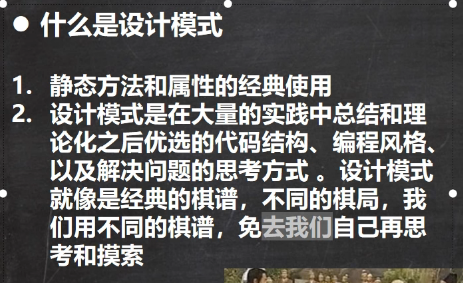 ● 什么是设计模式
1. 静态方法和属性的经典使用
2. 设计模式是在大量的实践中总结和理
论化之后优选的代码结构、编程风格、
以及解决问题的思考方式 。设计模式
就像是经典的棋谱，不同的棋局，我
们用不同的棋谱，免去我们自己再思
考和摸索